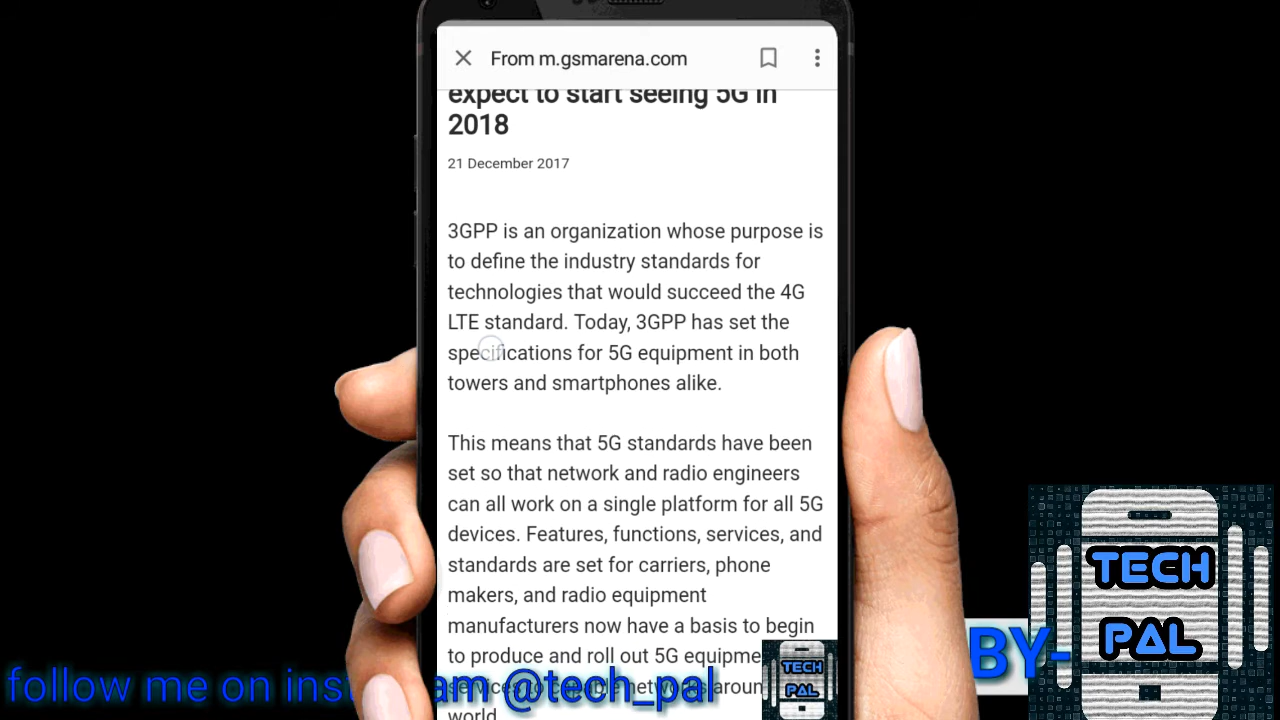 From m.gsmarena.com
expect to start seeing 5G in
2018
21 December 2017
3GPP is an organization whose purpose is
to define the industry standards for
technologies that would succeed the 4G
LTE standard. Today, 3GPP has set the
specifications for 5G equipment in both
towers and smartphones alike.
This means that 5G standards have been
set so that network and radio engineers
can all work on a single platform for all 5G
devices. Features, functions, services, and
standards are set for carriers, phone
makers, and radio equipment
manufacturers now have a basis to begin
to produce and roll out 5G equipme
world
follow me on inst am @tech_pal
TECH
PAL
BY-
TECH
PAL